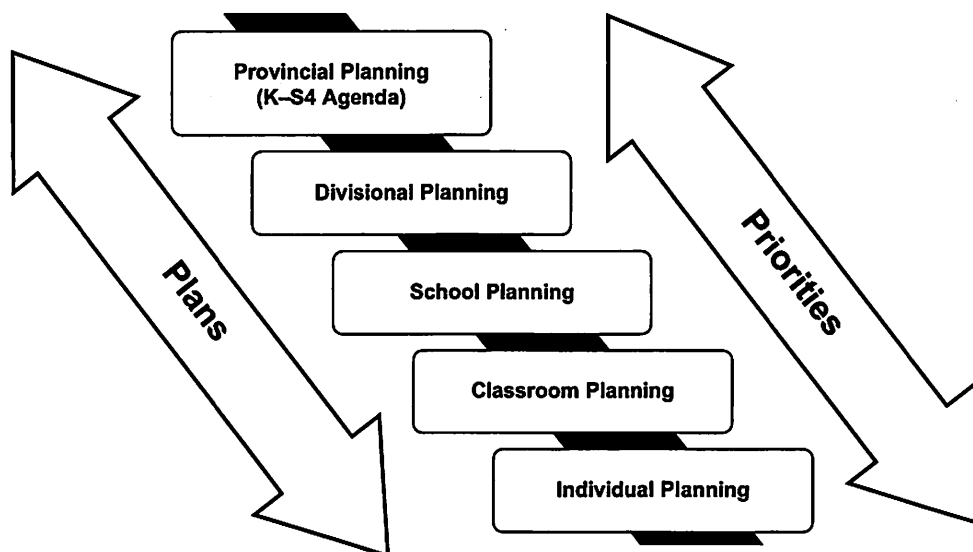 Provincial Planning
(K–S4 Agenda)
Divisional Planning
School Planning
Classroom Planning
Individual Planning
Plans
Priorities